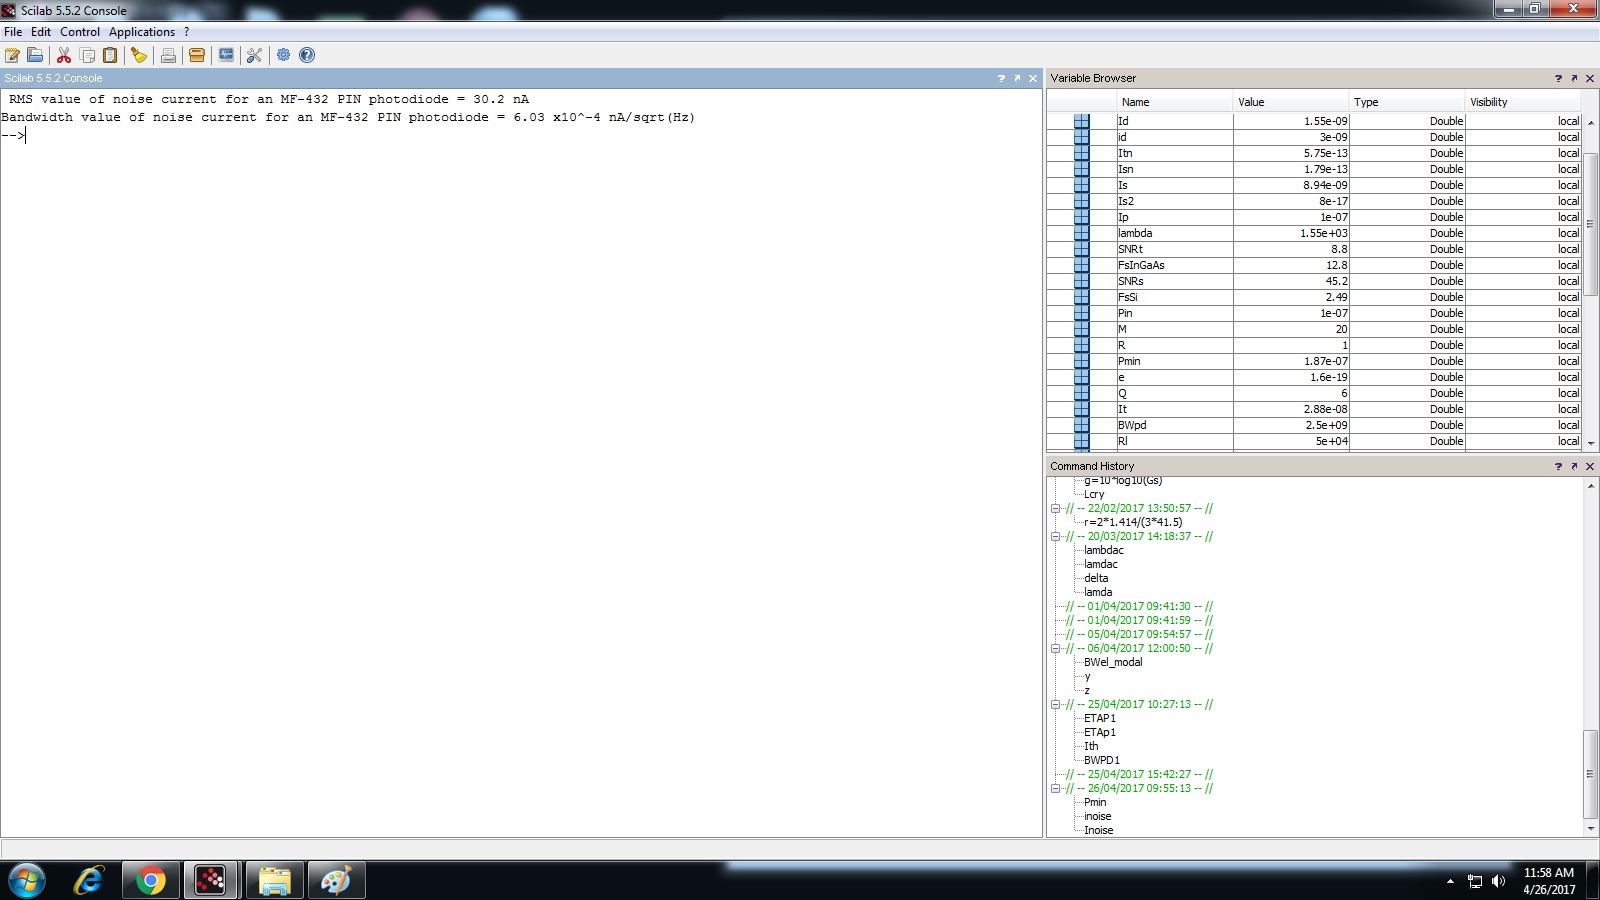 Scilab 5.5.2 Console
File Edit Control Applications ?
Scilab 5.5.2 Console
RMS value of noise current for an MF-432 PIN photodiode = 30.2 nA
Bandwidth value of noise current for an MF-432 PIN photodiode = 6.03 x10^-4 nA/sqrt(Hz)
-->
Variable Browser
Name Value Type Visibility
Id 1.55e-09 Double local
id 3e-09 Double local
Itn 5.75e-13 Double local
Isn 1.79e-13 Double local
Is 8.94e-09 Double local
Is2 8e-17 Double local
Ip 1e-07 Double local
lambda 1.55e+03 Double local
SNRt 8.8 Double local
FsInGaAs 12.8 Double local
SNRs 45.2 Double local
FsSi 2.49 Double local
Pin 1e-07 Double local
M 20 Double local
R 1 Double local
Pmin 1.87e-07 Double local
e 1.6e-19 Double local
Q 6 Double local
It 2.88e-08 Double local
BWpd 2.5e+09 Double local
Rl 5e+04 Double local
Command History
g=10*log10(Gs)
Lcry
// -- 22/02/2017 13:50:57 -- //
r=2*1.414/(3*41.5)
// -- 20/03/2017 14:18:37 -- //
lambdac
lamdac
delta
lamda
// -- 01/04/2017 09:41:30 -- //
// -- 01/04/2017 09:41:59 -- //
// -- 05/04/2017 09:54:57 -- //
// -- 06/04/2017 12:00:50 -- //
BWel_modal
y
z
// -- 25/04/2017 10:27:13 -- //
ETAP1
ETAp1
Ith
BWPD1
// -- 25/04/2017 15:42:27 -- //
// -- 26/04/2017 09:55:13 -- //
Pmin
inoise
Inoise
11:58 AM
4/26/2017